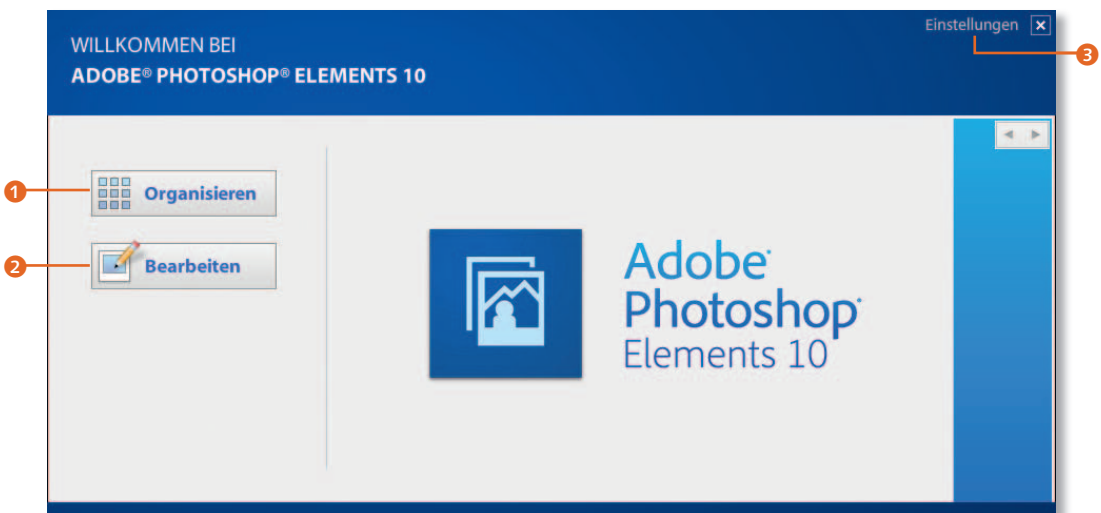 WILLKOMMEN BEI
ADOBE® PHOTOSHOP® ELEMENTS 10
Einstellungen
3
1
Organisieren
2
Bearbeiten
Adobe®
Photoshop®
Elements 10